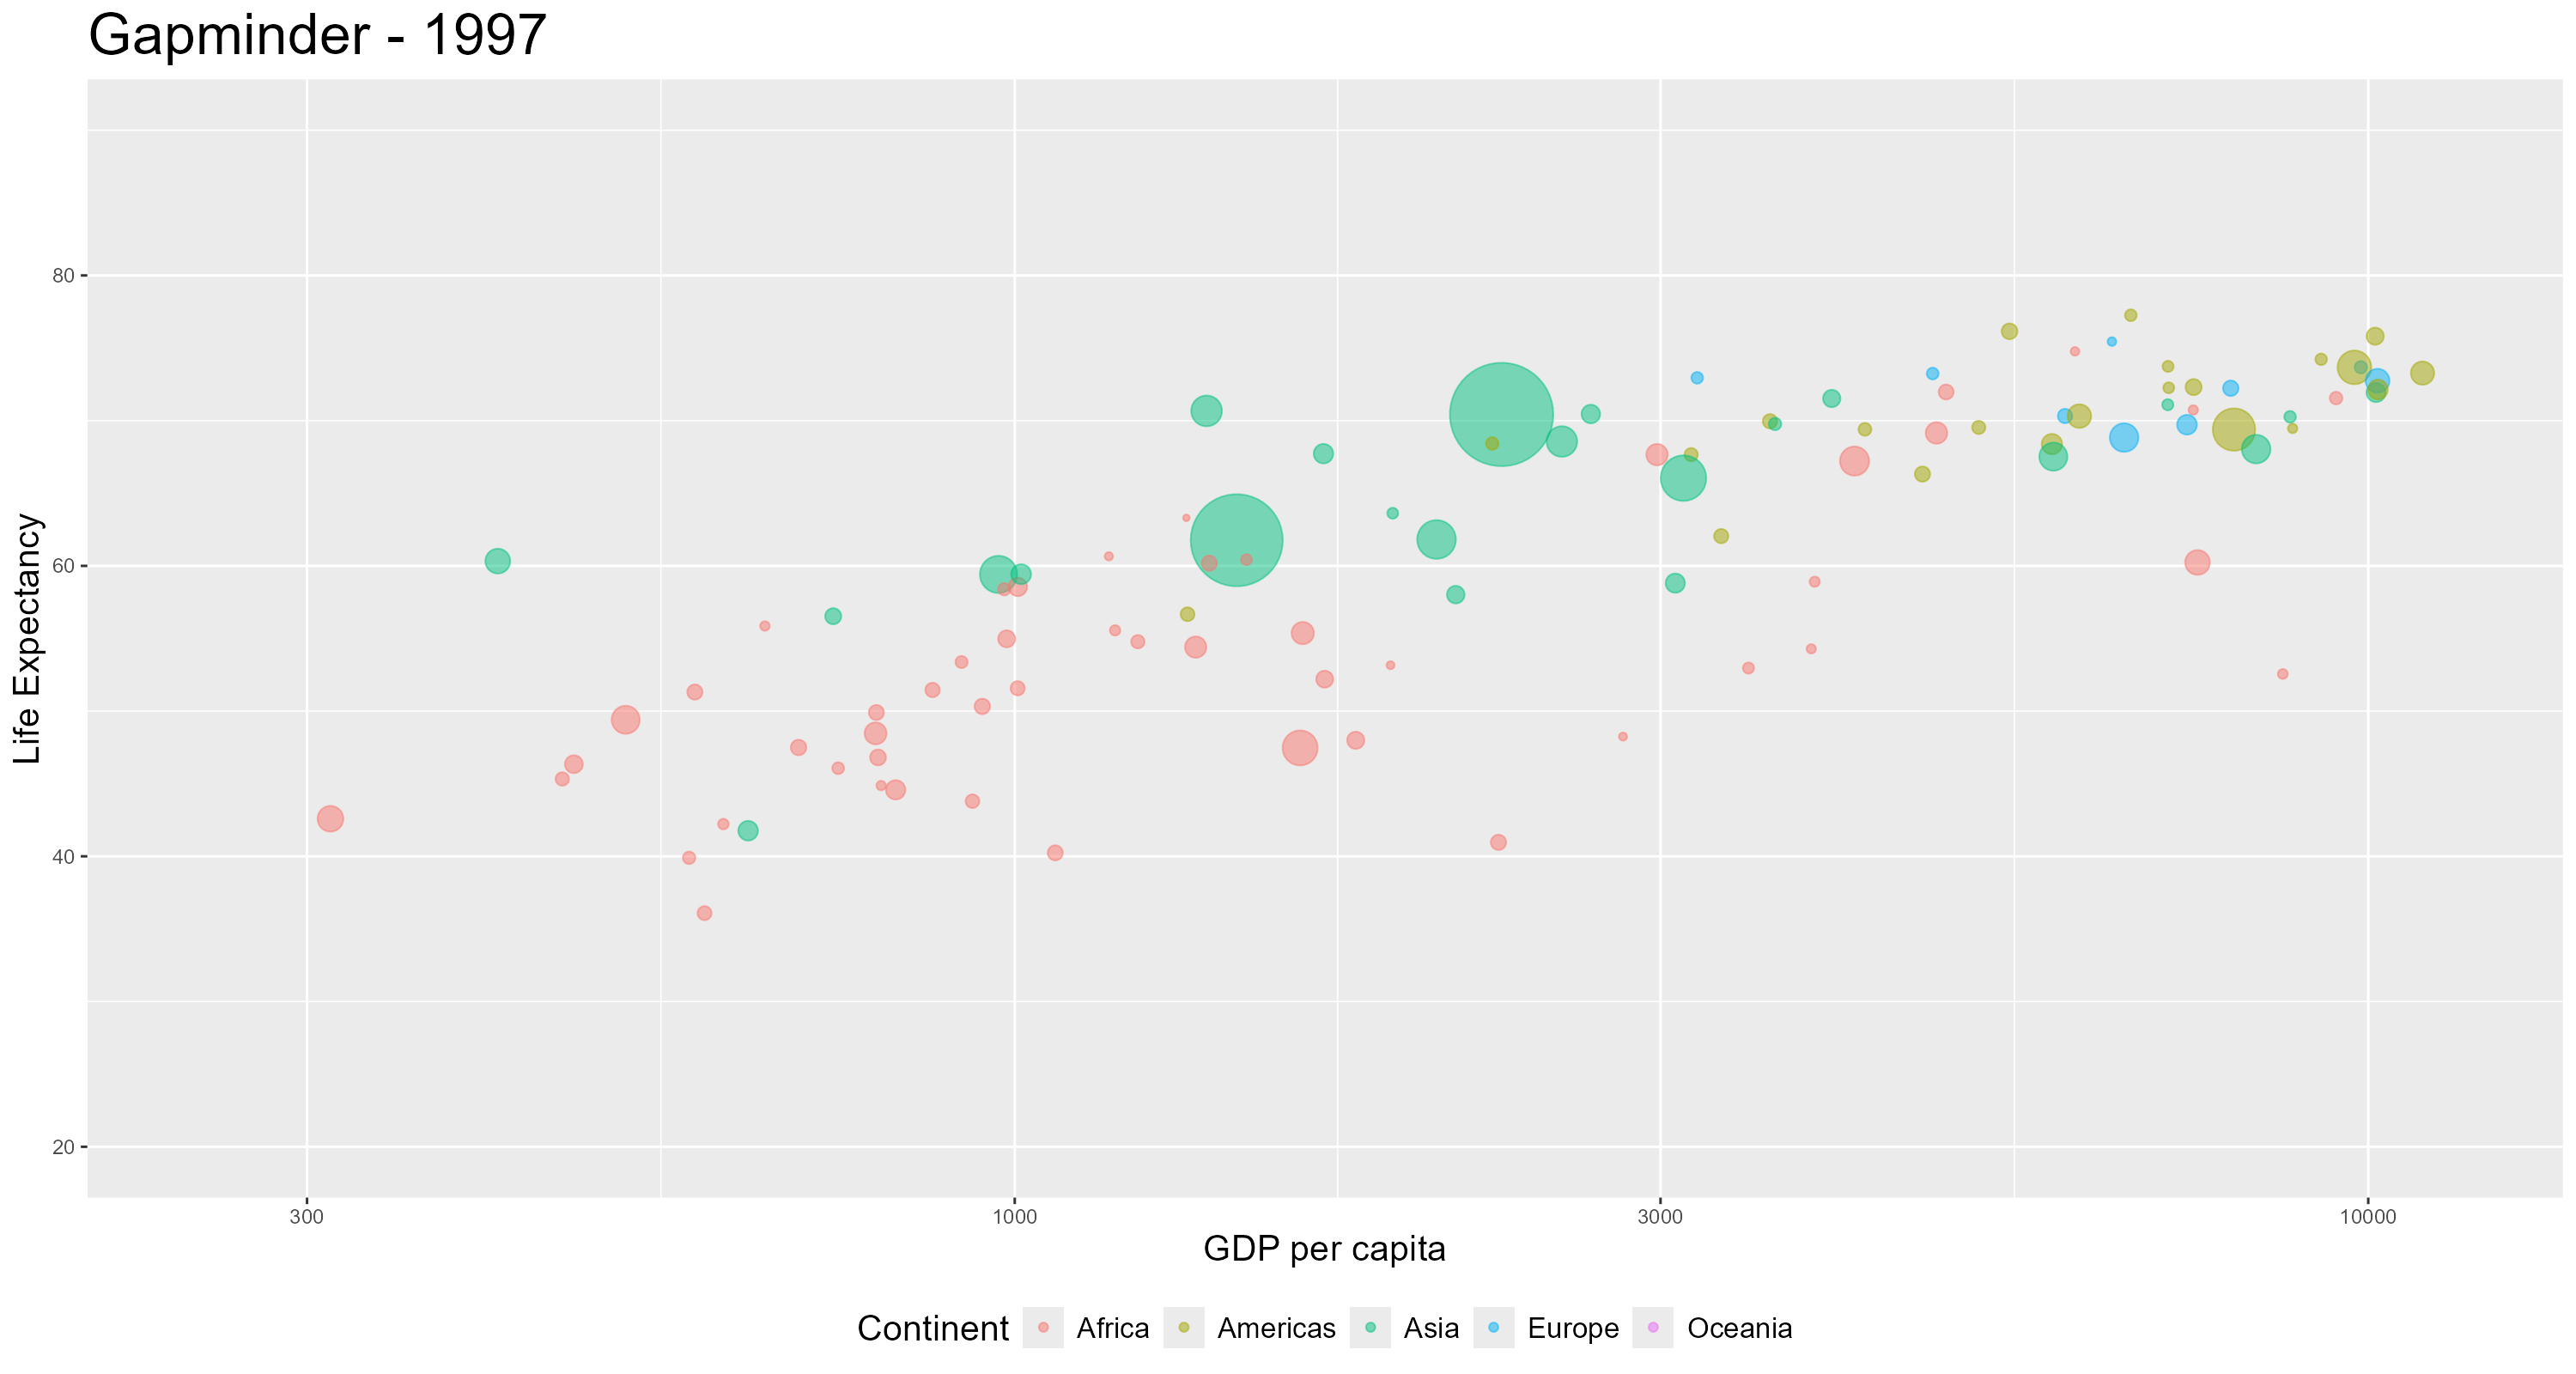 Gapminder - 1997
Life Expectancy
80
60
40
20
300 1000 3000 10000
GDP per capita
Continent Africa Americas Asia Europe Oceania